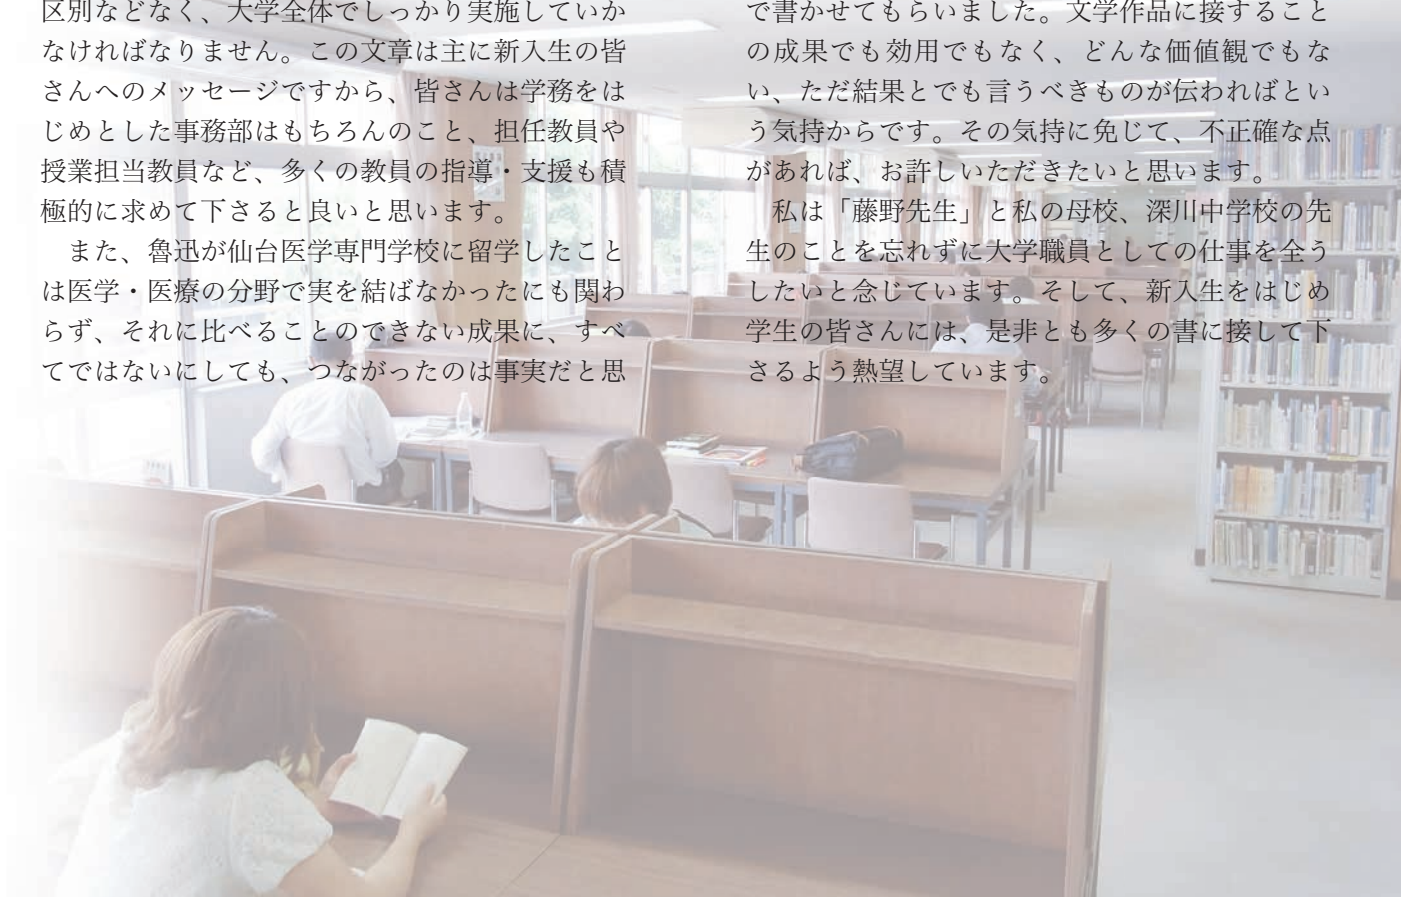 区別などなく、大学全体でしっかり実施していか
なければなりません。この文章は主に新入生の皆
さんへのメッセージですから、皆さんは学務をは
じめとした事務部はもちろんのこと、担任教員や
授業担当教員など、多くの教員の指導・支援も積
極的に求めて下さると良いと思います。
また、魯迅が仙台医学専門学校に留学したこと
は医学・医療の分野で実を結ばなかったにも関わ
らず、それに比べることのできない成果に、すべ
てではないにしても、つながったのは事実だと思
で書かせてもらいました。文学作品に接すること
の成果でも効用でもなく、どんな価値観でもな
い、ただ結果とでも言うべきものが伝わればとい
う気持からです。その気持に免じて、不正確な点
があれば、お許しいただきたいと思います。
私は「藤野先生」と私の母校、深川中学校の先
生のことを忘れずに大学職員としての仕事を全う
したいと念じています。そして、新入生をはじめ
学生の皆さんには、是非とも多くの書に接して下
さるよう熱望しています。